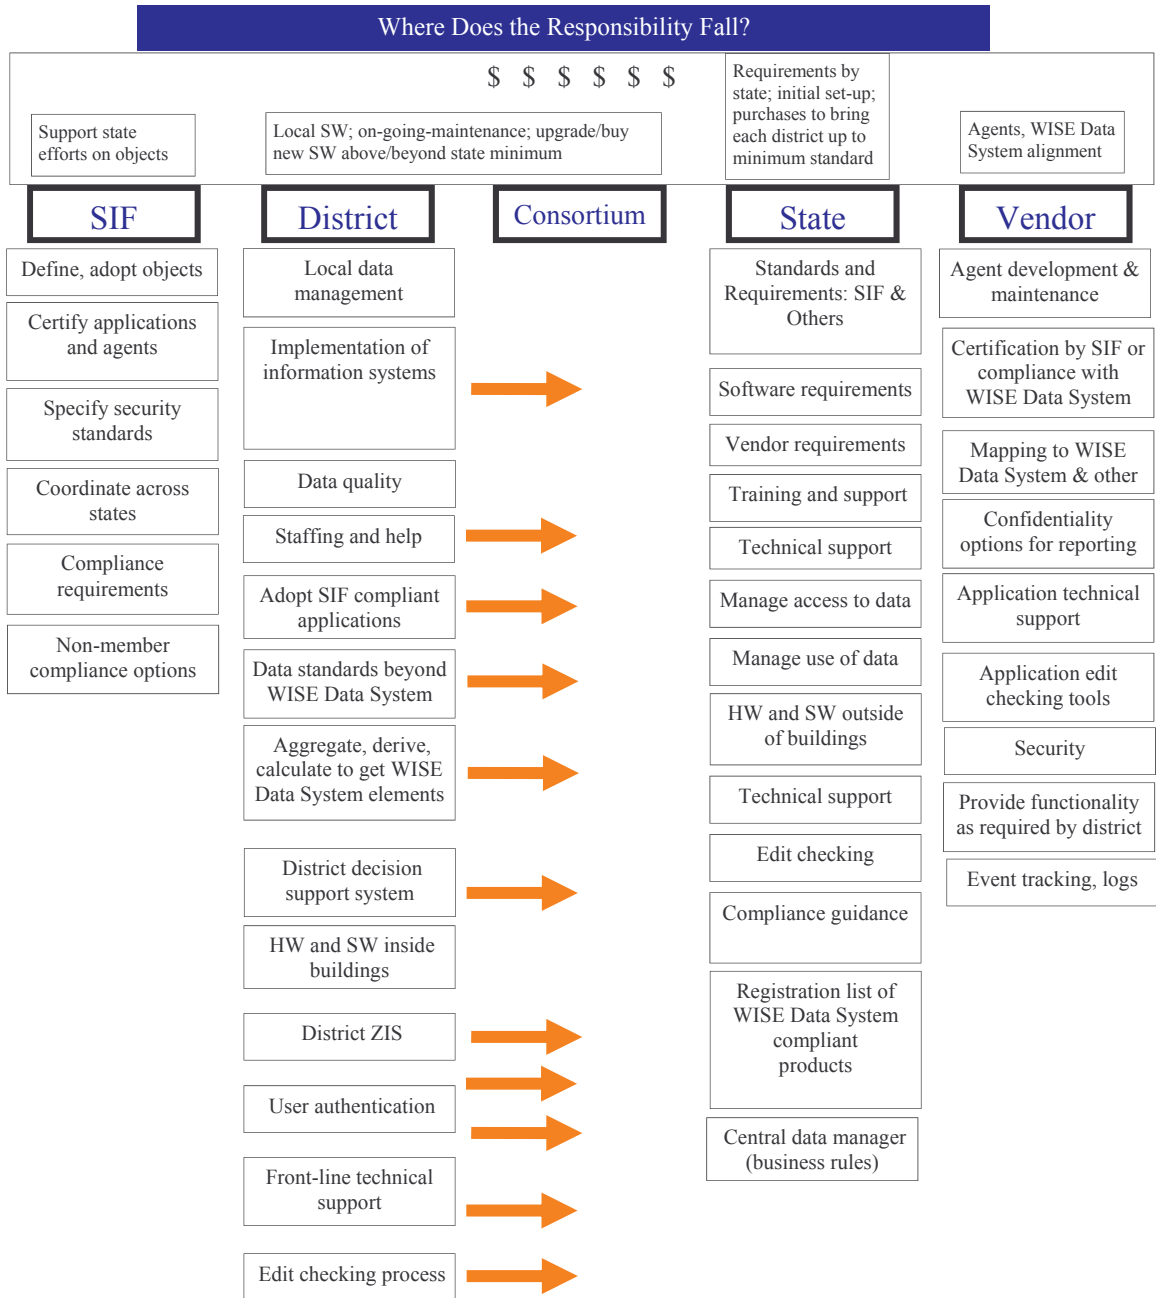 Where Does the Responsibility Fall?
$ $ $ $ $ $
Support state
efforts on objects
Local SW; on-going-maintenance; upgrade/buy
new SW above/beyond state minimum
Requirements by
state; initial set-up;
purchases to bring
each district up to
minimum standard
Agents, WISE Data
System alignment
SIF
District
Consortium
State
Vendor
Define, adopt objects
Certify applications
and agents
Specify security
standards
Coordinate across
states
Compliance
requirements
Non-member
compliance options
Local data
management
Implementation of
information systems
Data quality
Staffing and help
Adopt SIF compliant
applications
Data standards beyond
WISE Data System
Aggregate, derive,
calculate to get WISE
Data System elements
District decision
support system
HW and SW inside
buildings
District ZIS
User authentication
Front-line technical
support
Edit checking process
Standards and
Requirements: SIF &
Others
Software requirements
Vendor requirements
Training and support
Technical support
Manage access to data
Manage use of data
HW and SW outside
of buildings
Technical support
Edit checking
Compliance guidance
Registration list of
WISE Data System
compliant
products
Central data manager
(business rules)
Agent development &
maintenance
Certification by SIF or
compliance with
WISE Data System
Mapping to WISE
Data System & other
Confidentiality
options for reporting
Application technical
support
Application edit
checking tools
Security
Provide functionality
as required by district
Event tracking, logs